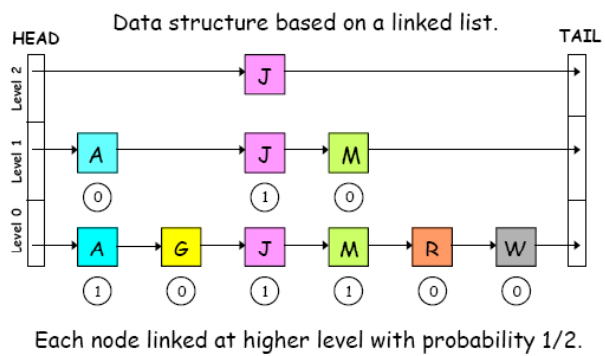 Data structure based on a linked list.
HEAD
TAIL
Level 2
J
Level 1
A J M
0 1 0
Level 0
A G J M R W
1 0 1 1 0 0
Each node linked at higher level with probability 1/2.